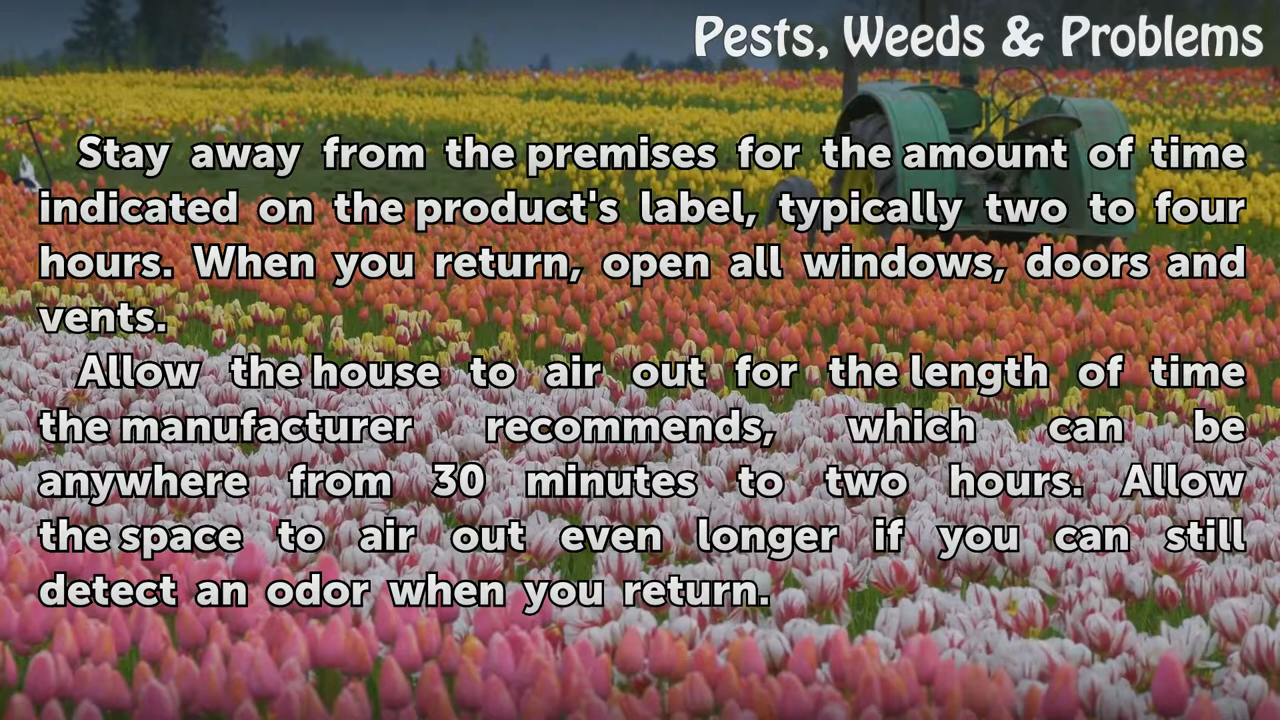 Pests, Weeds & Problems
Stay away from the premises for the amount of time
indicated on the product's label, typically two to four
hours. When you return, open all windows, doors and
vents.
Allow the house to air out for the length of time
the manufacturer recommends, which can be
anywhere from 30 minutes to two hours. Allow
the space to air out even longer if you can still
detect an odor when you return.